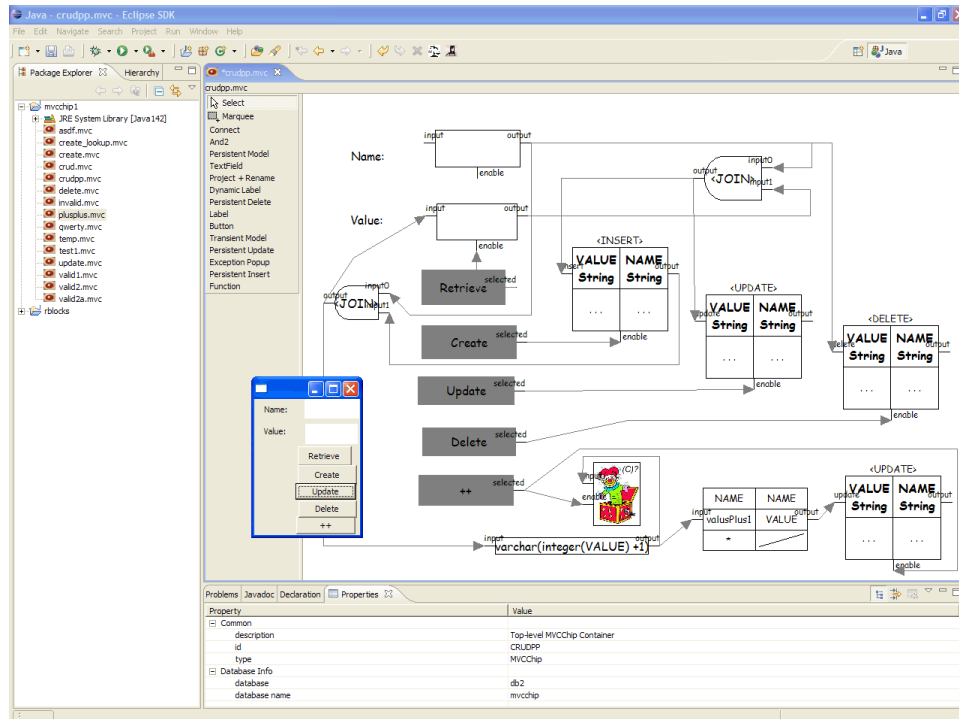 Java - crudpp.mvc - Eclipse SDK
File Edit Navigate Search Project Run Window Help
Java
Package Explorer
Hierarchy
*crudpp.mvc
crudpp.mvc
mvcchip1
JRE System Library [Java142]
asdf.mvc
create_lookup.mvc
create.mvc
crud.mvc
crudpp.mvc
delete.mvc
invalid.mvc
plusplus.mvc
qwerty.mvc
temp.mvc
test1.mvc
update.mvc
valid1.mvc
valid2.mvc
valid2a.mvc
rblocks
Select
Marquee
Connect
And2
Persistent Model
TextField
Project + Rename
Dynamic Label
Persistent Delete
Label
Button
Transient Model
Persistent Update
Exception Popup
Persistent Insert
Function
Name:
input
output
enable
Value:
input
output
enable
output
<JOIN>
input0
input1
Retrieve
selected
output
<JOIN>
input0
input1
Create
selected
Update
selected
Delete
selected
++
selected
<INSERT>
insert
VALUE String
NAME String
output
...
...
enable
<UPDATE>
update
VALUE String
NAME String
output
...
...
enable
<DELETE>
delete
VALUE String
NAME String
output
...
...
enable
input
(C)?
enable
input
varchar(integer(VALUE) +1)
output
input
NAME
NAME
valusPlus1
VALUE
output
*
<UPDATE>
update
VALUE String
NAME String
output
...
...
enable
Name:
Value:
Retrieve
Create
Update
Delete
++
Problems
Javadoc
Declaration
Properties
Property
Value
Common
description
Top-level MVCChip Container
id
CRUDPP
type
MVCChip
Database Info
database
db2
database name
mvcchip